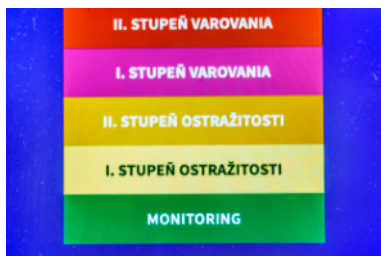 II. STUPEŇ VAROVANIA
I. STUPEŇ VAROVANIA
II. STUPEŇ OSTRAŽITOSTI
I. STUPEŇ OSTRAŽITOSTI
MONITORING